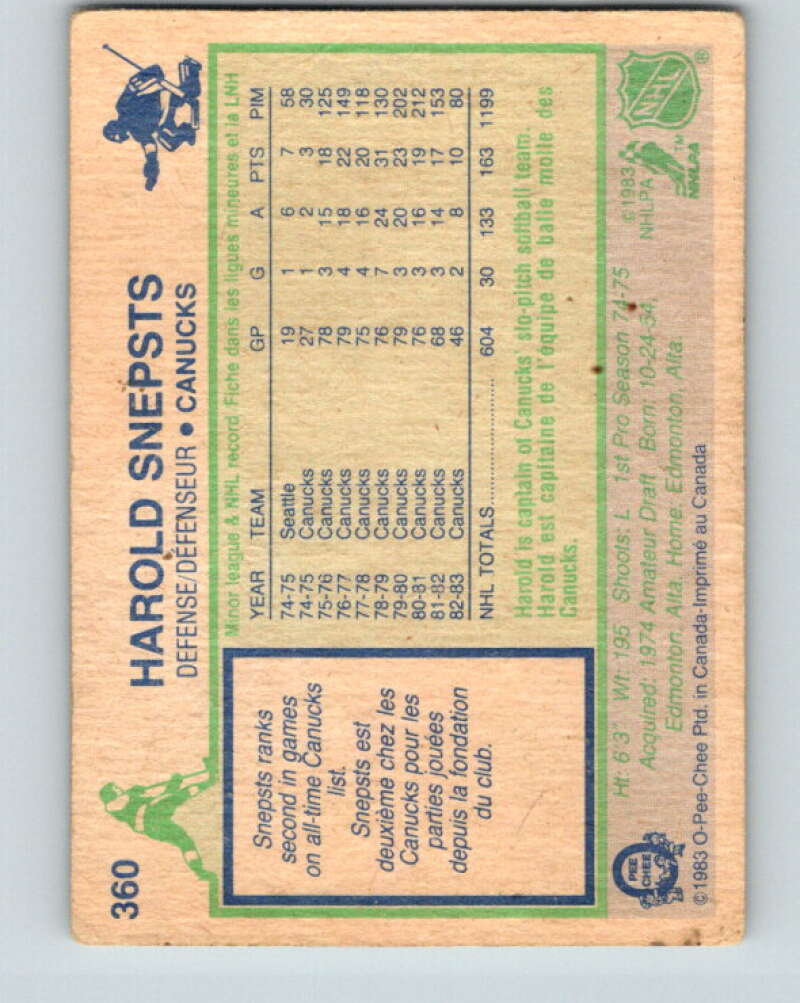 360
HAROLD SNEPSTS
DEFENSE/DÉFENSEUR • CANUCKS
Snepsts ranks
second in games
on all-time Canucks
list.
Snepsts est
deuxième chez les
Canucks pour les
parties jouées
depuis la fondation
du club.
Minor league & NHL record Fiche dans les ligues mineures et la LNH
YEAR TEAM GP G A PTS PIM
74-75 Seattle 19 1 6 7 58
74-75 Canucks 27 1 2 3 30
75-76 Canucks 78 3 15 18 125
76-77 Canucks 79 4 18 22 149
77-78 Canucks 75 4 16 20 118
78-79 Canucks 76 7 24 31 130
79-80 Canucks 79 3 20 23 202
80-81 Canucks 76 3 16 19 212
81-82 Canucks 68 3 14 17 153
82-83 Canucks 46 2 8 10 80
NHL TOTALS.................... 604 30 133 163 1199
Harold is captain of Canucks' slo-pitch softball team.
Harold est capitaine de l'équipe de balle molle des
Canucks.
Ht: 6'3" Wt: 195 Shoots: L 1st Pro Season 74-75
Acquired: 1974 Amateur Draft Born: 10-24-54,
Edmonton, Alta. Home: Edmonton, Alta.
© 1983
NHLPA
NHL ®
NHLPA ™
O PEE CHEE
© 1983 O-Pee-Chee Ptd. in Canada-Imprimé au Canada